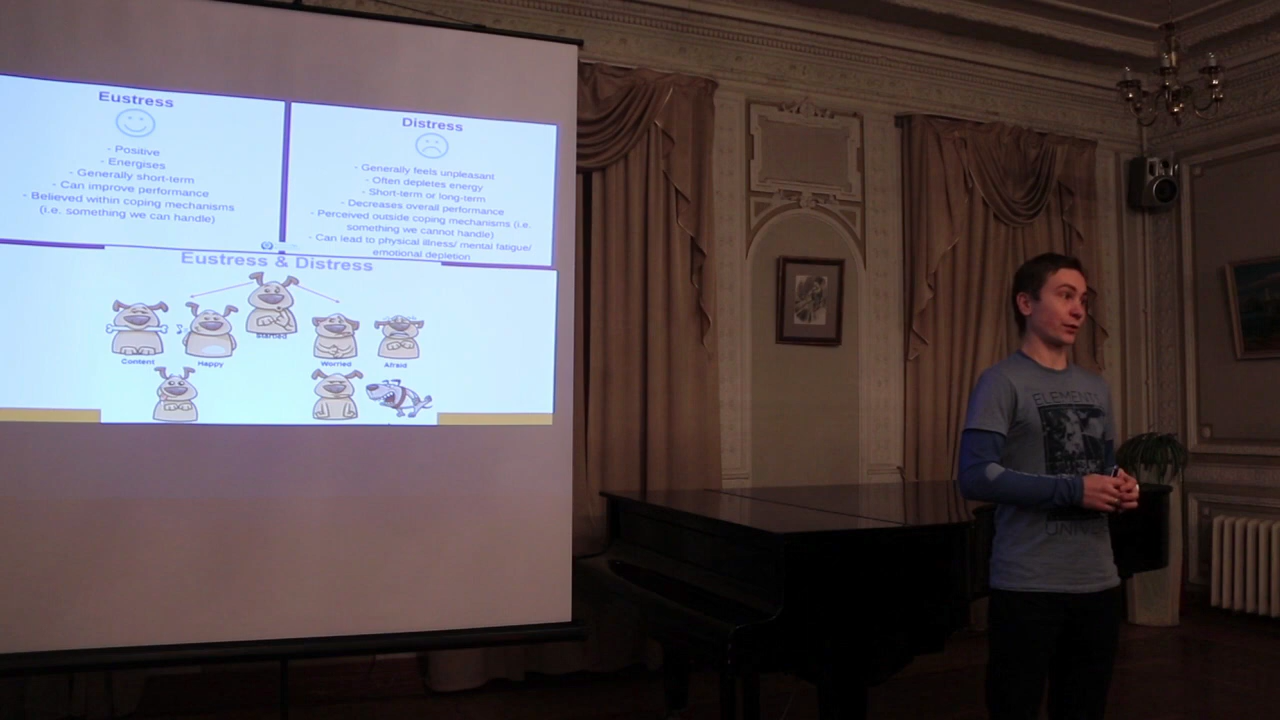 Eustress
- Positive
- Energises
- Generally short-term
- Can improve performance
- Believed within coping mechanisms
(i.e. something we can handle)
Distress
- Generally feels unpleasant
- Often depletes energy
- Short-term or long-term
- Decreases overall performance
- Perceived outside coping mechanisms (i.e.
something we cannot handle)
- Can lead to physical illness/ mental fatigue/
emotional depletion
Eustress & Distress
Startled
Content
Happy
Worried
Afraid
ELEMENT